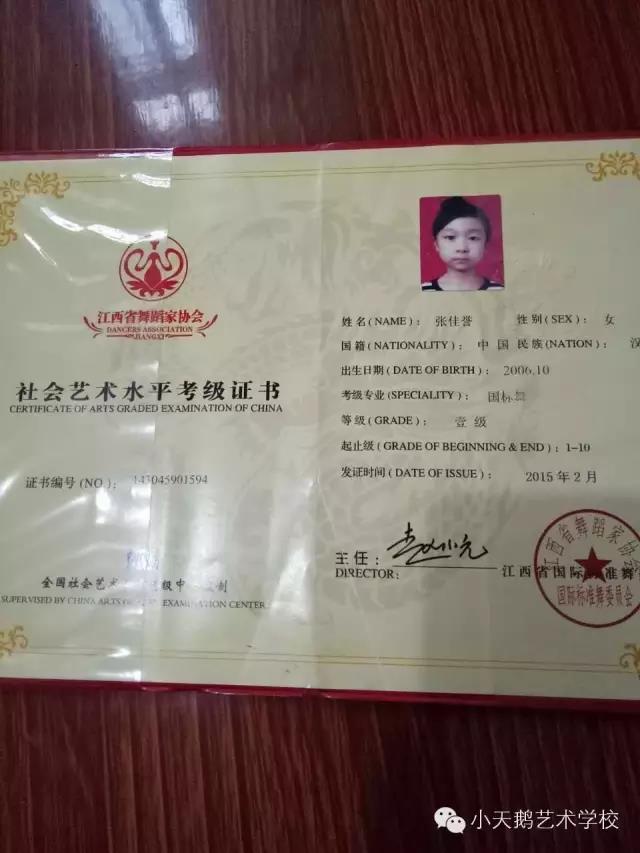 江西省舞蹈家协会
DANCERS ASSOCIATION
JIANGXI
社会艺术水平考级证书
CERTIFICATE OF ARTS GRADED EXAMINATION OF CHINA
证书编号(NO.): 143045901594
全国社会艺术 级中 制
SUPERVISED BY CHINA ARTS EXAMINATION CENTER
姓名(NAME): 张佳誉 性别(SEX): 女
国籍(NATIONALITY): 中国 民族(NATION): 汉
出生日期(DATE OF BIRTH): 2006.10
考级专业(SPECIALITY): 国标舞
等级(GRADE): 壹级
起止级(GRADE OF BEGINNING & END): 1-10
发证时间(DATE OF ISSUE): 2015年2月
主任:
DIRECTOR:
江西省国际 准舞
江西省舞蹈家协会
国际标准舞委员会
小天鹅艺术学校